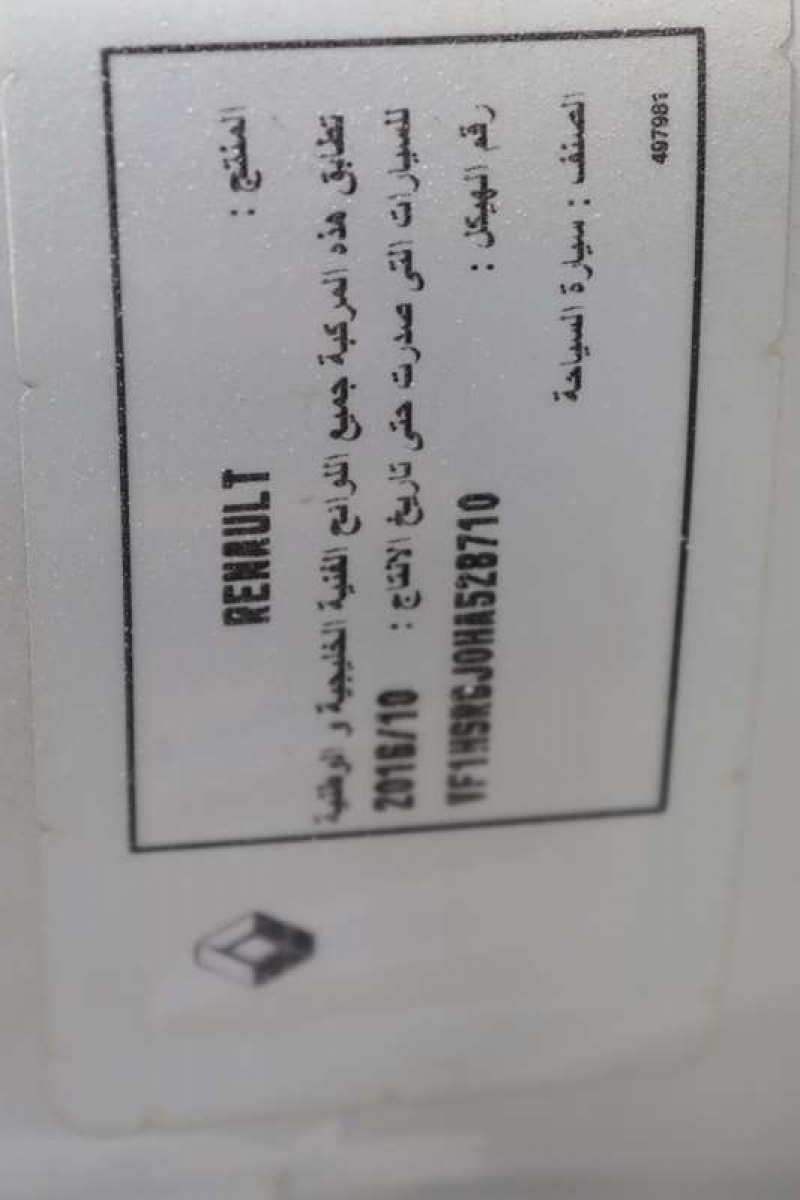 المنتج : RENAULT
تطابق هذه المركبة جميع اللوائح الفنية الخليجية و الوطنية
للسيارات التي صدرت حتى تاريخ الانتاج : 2016/10
رقم الهيكل : VF1HSRGJ0HA528710
الصنف : سيارة السياحة
497981